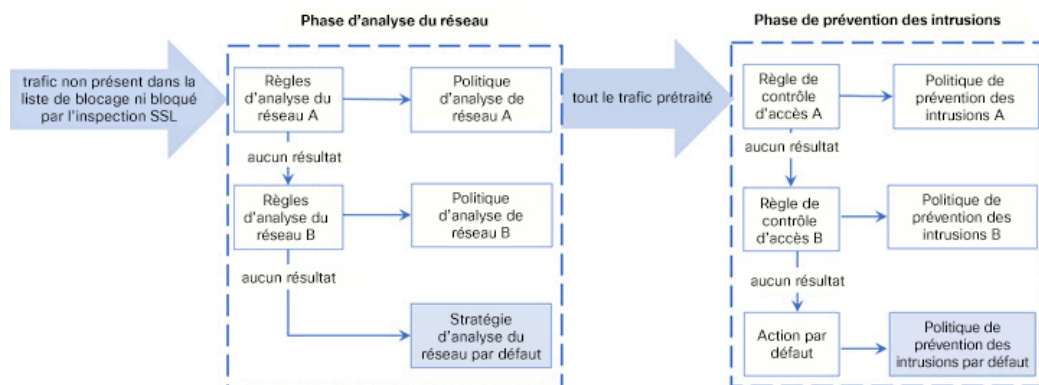 Phase d'analyse du réseau
Phase de prévention des intrusions
trafic non présent dans la
liste de blocage ni bloqué
par l'inspection SSL
Règles
d'analyse du
réseau A
Politique
d'analyse de
réseau A
aucun résultat
Règles
d'analyse du
réseau B
Politique
d'analyse de
réseau B
aucun résultat
Stratégie
d'analyse du
réseau par défaut
tout le trafic prétraité
Règle de
contrôle
d'accès A
Politique de
prévention des
intrusions A
aucun résultat
Règle de
contrôle
d'accès B
Politique de
prévention des
intrusions B
aucun résultat
Action par
défaut
Politique de
prévention des
intrusions par défaut